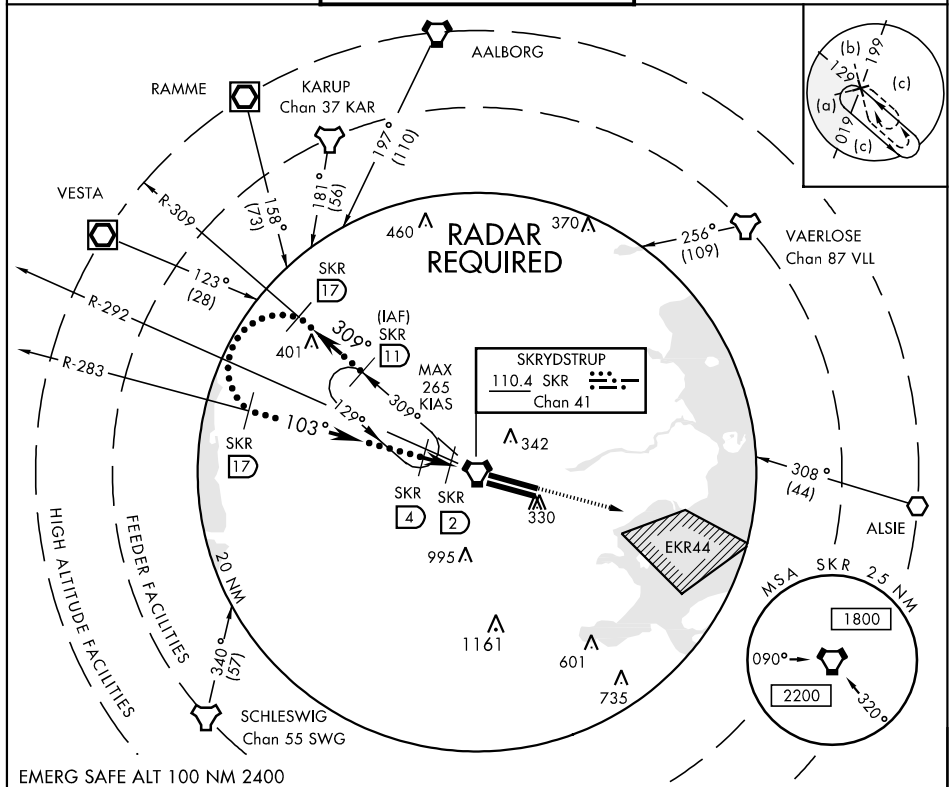 AALBORG
RAMME
KARUP
Chan 37 KAR
197°
(110)
181°
(56)
158°
(73)
VESTA
R-309
123°
(28)
R-292
R-283
460
370
RADAR
REQUIRED
256°
(109)
VAERLOSE
Chan 87 VLL
(b)
199
129
(c)
(a)
019
(c)
SKR
17
309°
(IAF)
SKR
11
401
MAX
265
KIAS
309°
129°
SKRYDSTRUP
110.4 SKR
Chan 41
103°
SKR
17
342
SKR
4
SKR
2
330
308°
(44)
ALSIE
EKR44
995
HIGH ALTITUDE FACILITIES
FEEDER FACILITIES
20 NM
1161
601
735
340°
(57)
SCHLESWIG
Chan 55 SWG
MSA SKR 25 NM
1800
090°
2200
320°
EMERG SAFE ALT 100 NM 2400